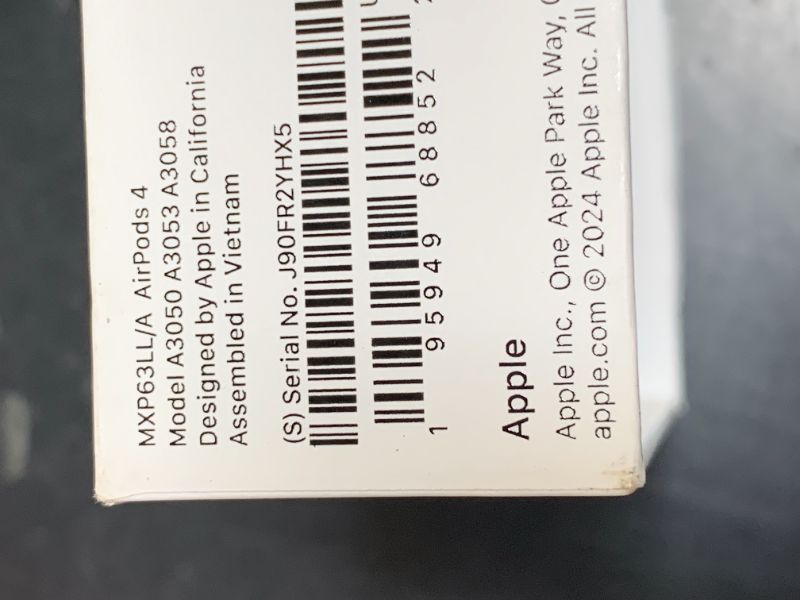 MXP63LL/A AirPods 4
Model A3050 A3053 A3058
Designed by Apple in California
Assembled in Vietnam
(S) Serial No. J90FR2YHX5
1 95949 68852
Apple
Apple Inc., One Apple Park Way,
apple.com © 2024 Apple Inc. All